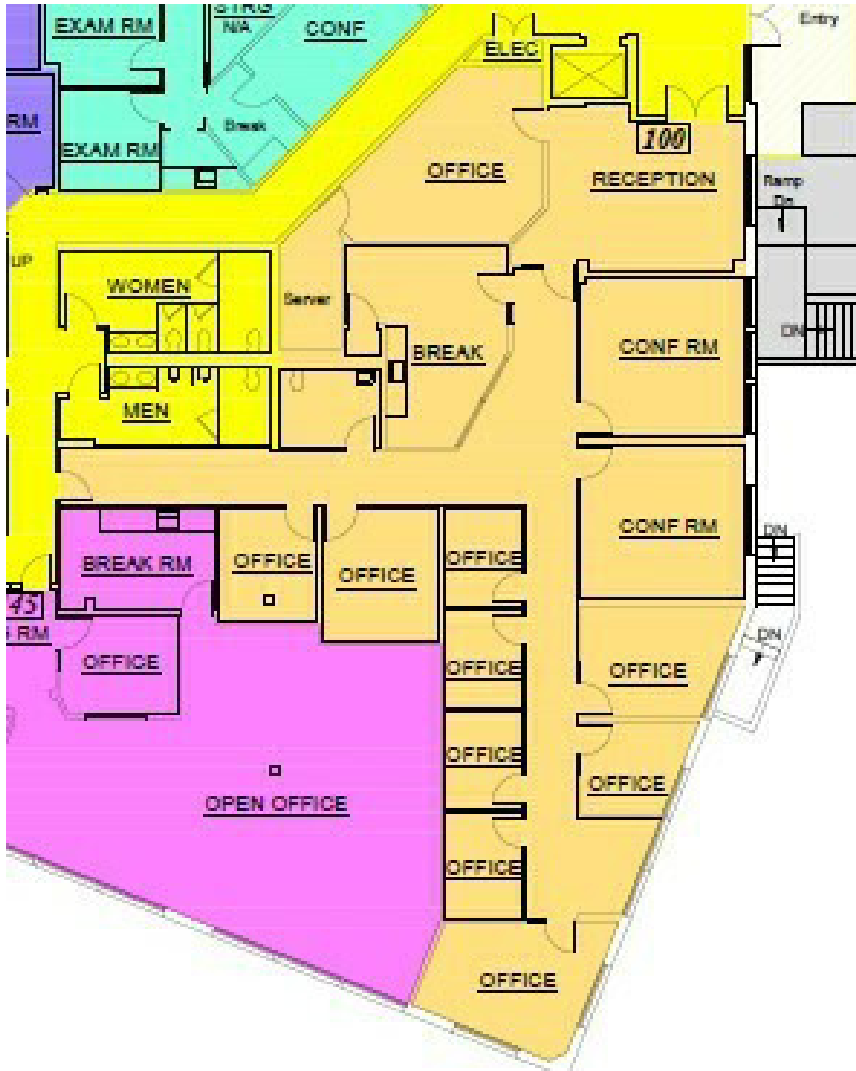 EXAM RM
STRG
N/A
CONF
ELEC
Entry
RM
EXAM RM
Break
100
OFFICE
RECEPTION
Ramp
Dn
UP
WOMEN
Server
BREAK
CONF RM
DN
MEN
CONF RM
DN
BREAK RM
OFFICE
OFFICE
OFFICE
45
RM
OFFICE
OFFICE
OFFICE
DN
OFFICE
OFFICE
OPEN OFFICE
OFFICE
OFFICE